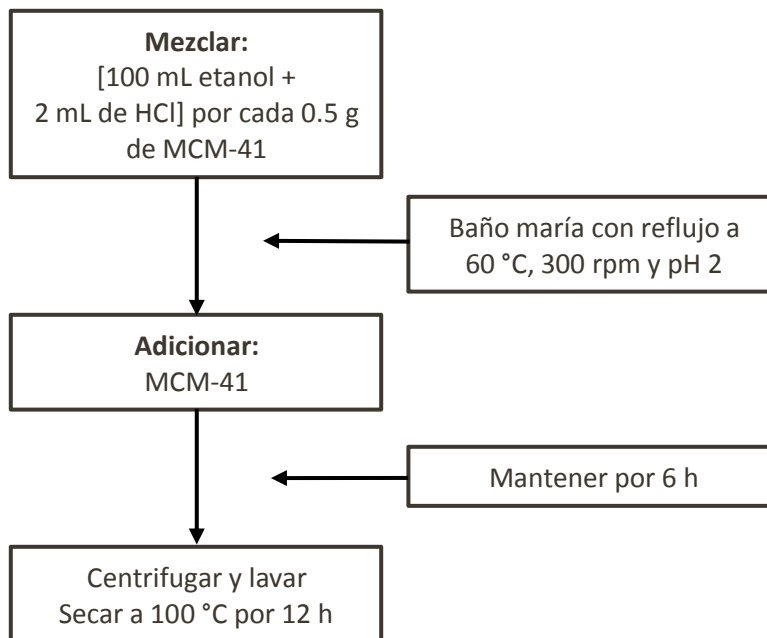 Mezclar:
[100 mL etanol +
2 mL de HCl] por cada 0.5 g
de MCM-41
Baño maría con reflujo a
60 °C, 300 rpm y pH 2
Adicionar:
MCM-41
Mantener por 6 h
Centrifugar y lavar
Secar a 100 °C por 12 h